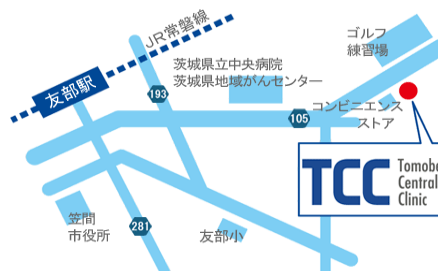 JR常磐線
ゴルフ
練習場
友部駅
茨城県立中央病院
茨城県地域がんセンター
193
105
コンビニエンス
ストア
TCC
Tomobe
Central
Clinic
笠間
市役所
281
友部小